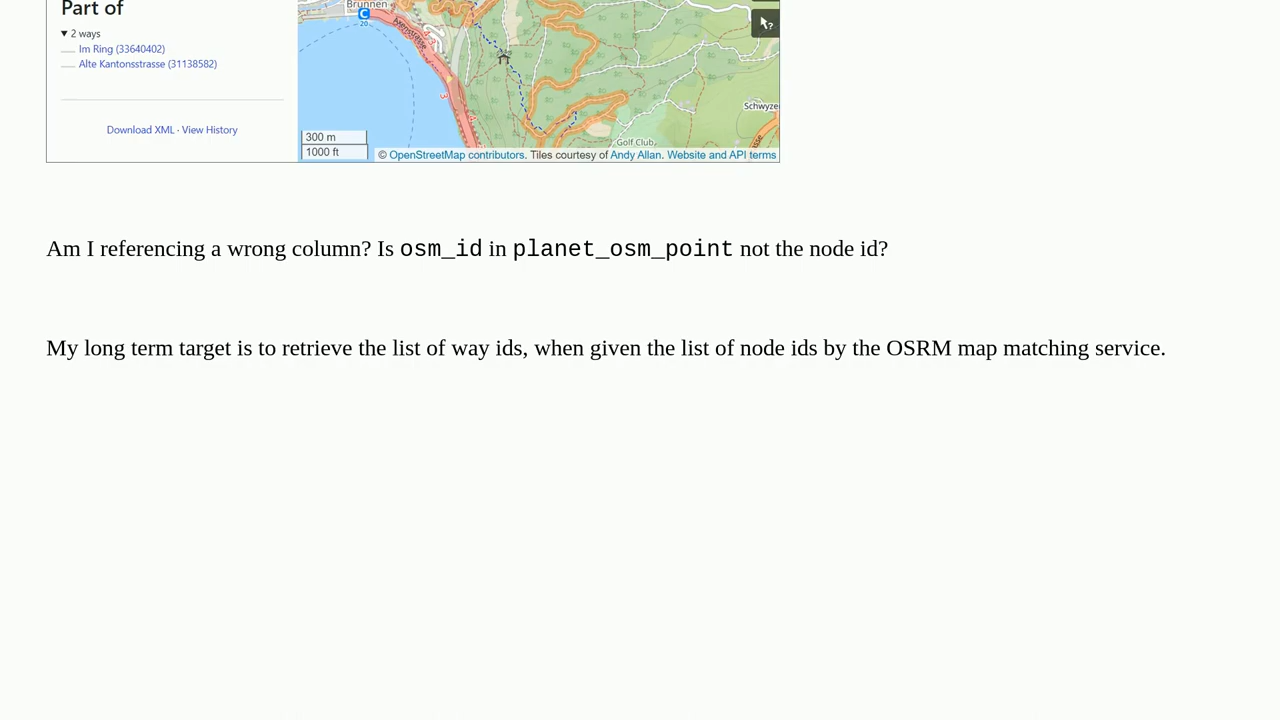 Part of
Brunnen
▼ 2 ways
Im Ring (33640402)
Alte Kantonsstrasse (31138582)
20
Axenstrasse
Schwyze
Download XML · View History
300 m
1000 ft
Golf Club
© OpenStreetMap contributors. Tiles courtesy of Andy Allan. Website and API terms
Am I referencing a wrong column? Is osm_id in planet_osm_point not the node id?
My long term target is to retrieve the list of way ids, when given the list of node ids by the OSRM map matching service.